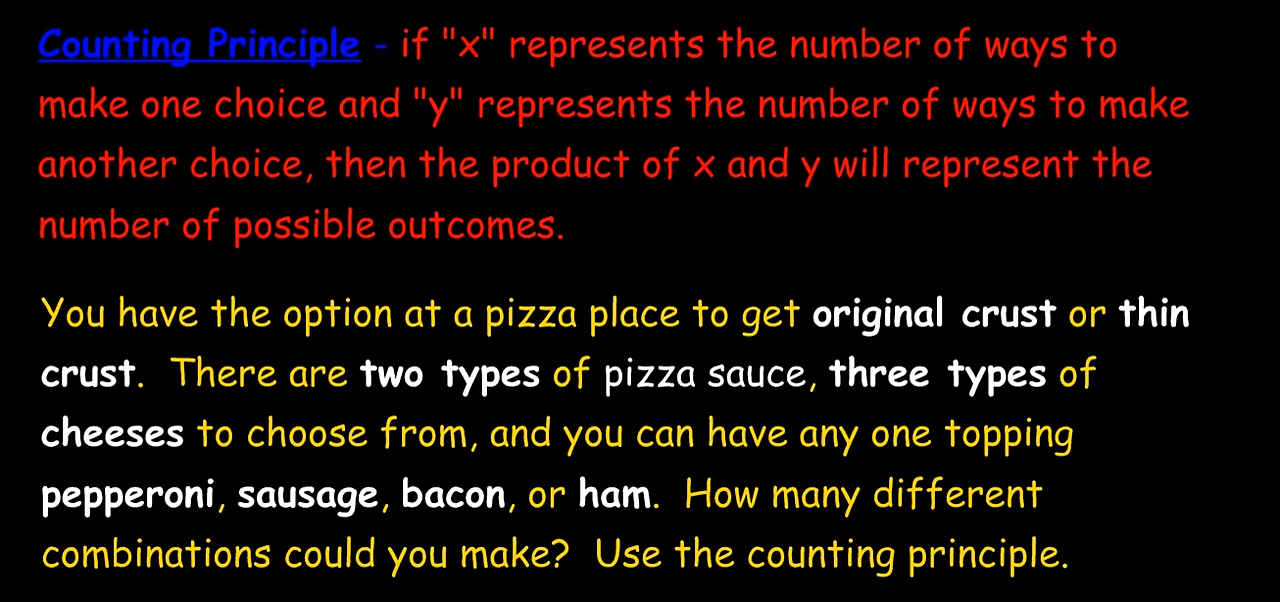 Counting Principle - if "x" represents the number of ways to
make one choice and "y" represents the number of ways to make
another choice, then the product of x and y will represent the
number of possible outcomes.
You have the option at a pizza place to get original crust or thin
crust. There are two types of pizza sauce, three types of
cheeses to choose from, and you can have any one topping
pepperoni, sausage, bacon, or ham. How many different
combinations could you make? Use the counting principle.